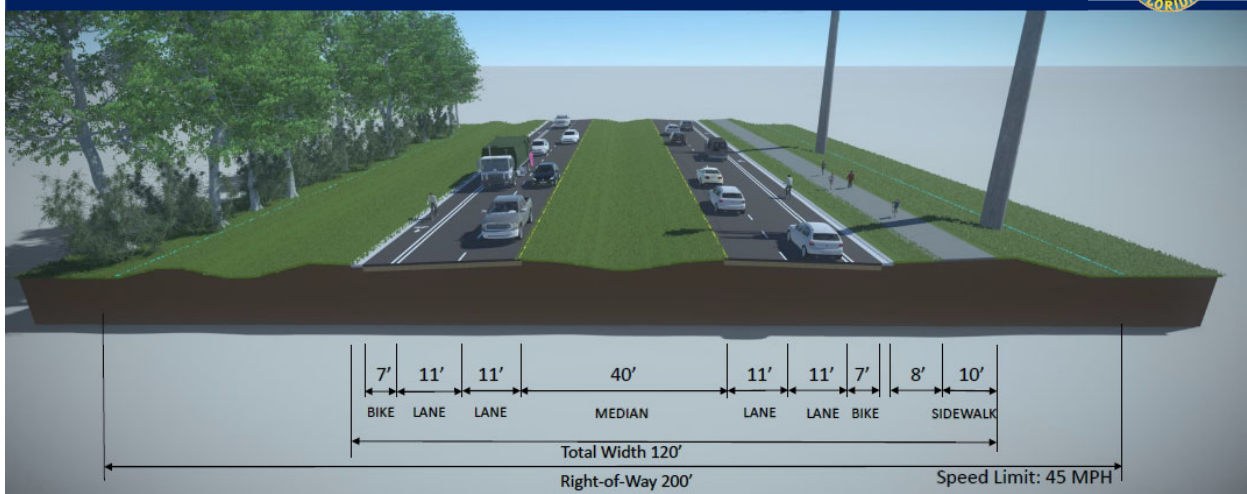 FLORIDA
7' 11' 11' 40' 11' 11' 7' 8' 10'
BIKE LANE LANE MEDIAN LANE LANE BIKE SIDEWALK
Total Width 120'
Right-of-Way 200'
Speed Limit: 45 MPH